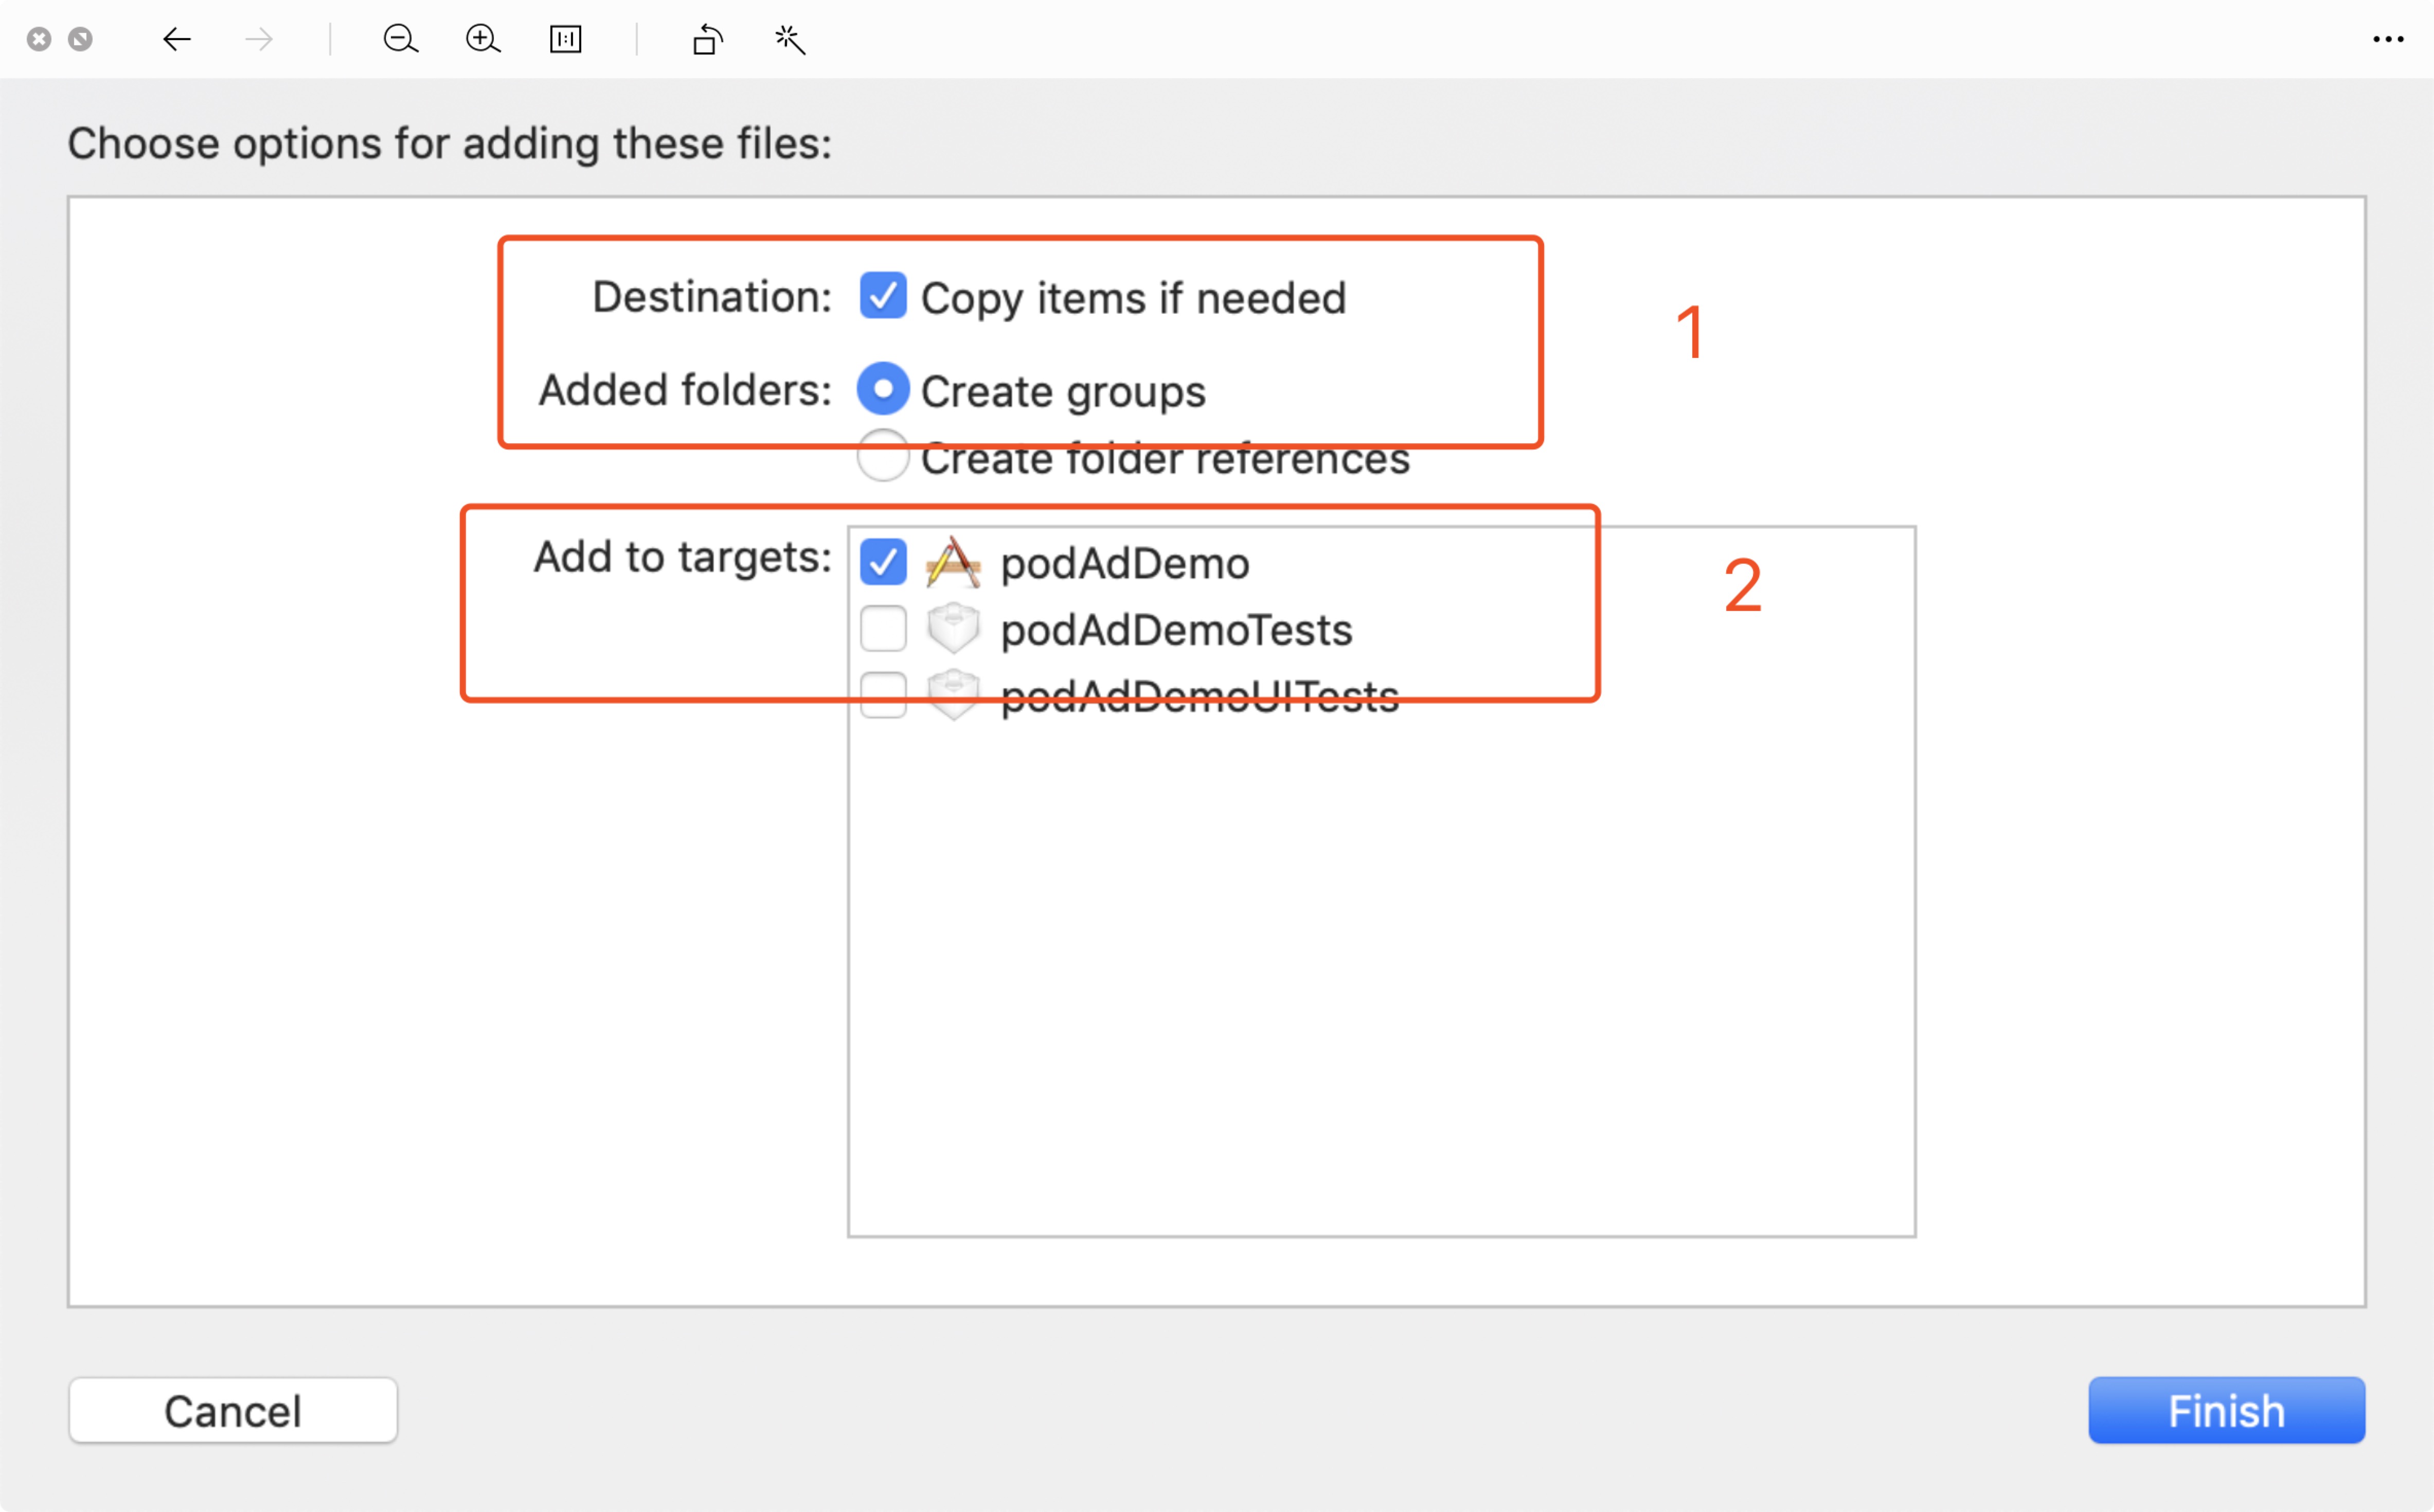 Choose options for adding these files:
Destination: Copy items if needed
1
Added folders: Create groups
Create folder references
Add to targets: podAdDemo
2
podAdDemoTests
podAdDemoUITests
Cancel Finish